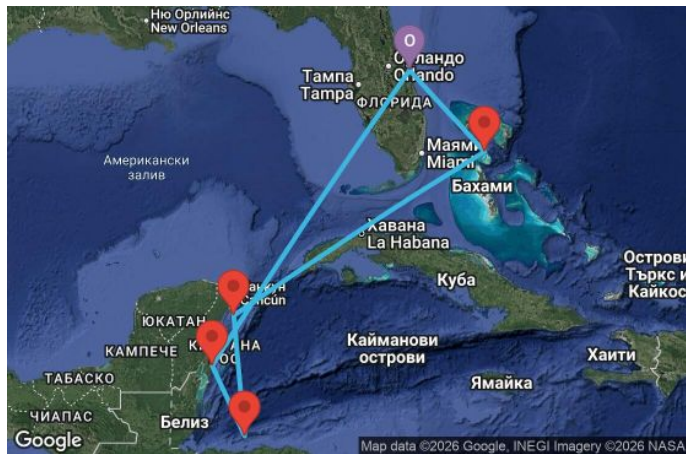 Ню Орлийнс
New Orleans
O
Орландо
Orlando
Тампа
Tampa
ФЛОРИДА
Американски
залив
Маями
Miami
Бахами
Хавана
La Habana
Куба
Острови
Търкс и
Кайкос
Cancún
ЮКАТАН
КАМПЕЧЕ
Кайманови
острови
Хаити
ТАБАСКО
Ямайка
ЧИАПАС
Белиз
Google
Map data ©2026 Google, INEGI Imagery ©2026 NASA